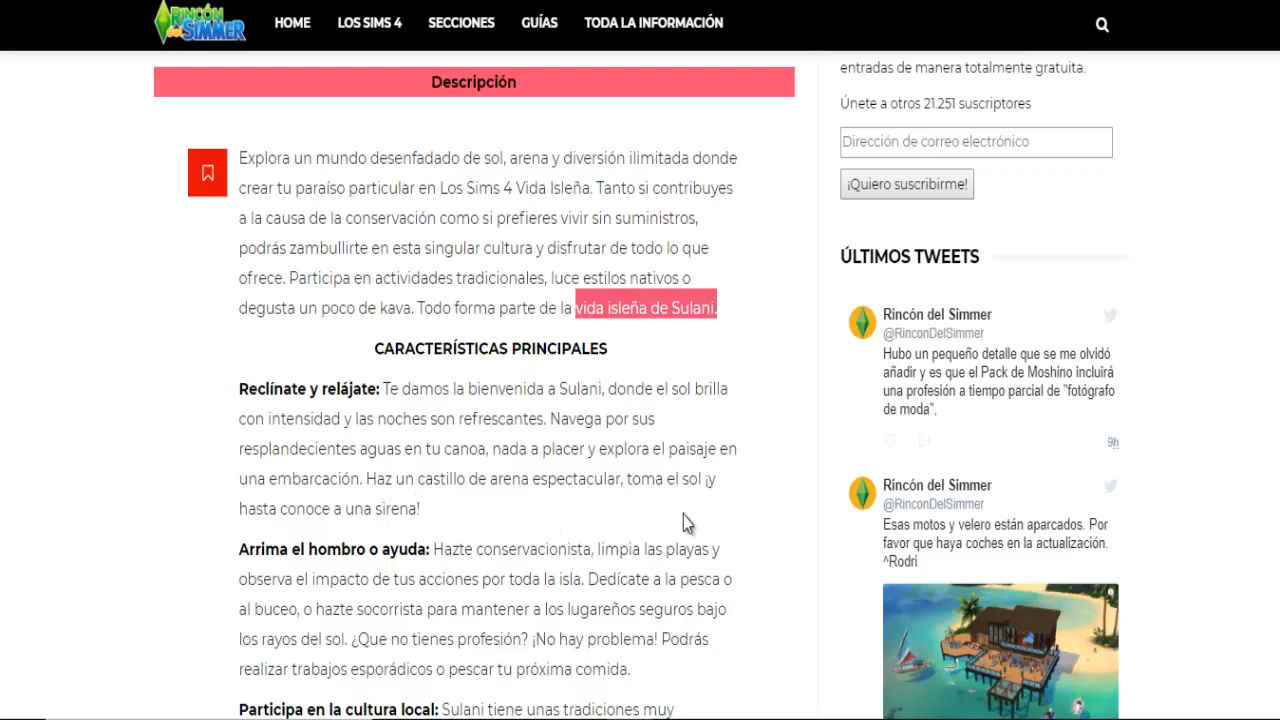 RINCÓN del SIMMER
HOME LOS SIMS 4 SECCIONES GUÍAS TODA LA INFORMACIÓN
Descripción
Explora un mundo desenfadado de sol, arena y diversión ilimitada donde
crear tu paraíso particular en Los Sims 4 Vida Isleña. Tanto si contribuyes
a la causa de la conservación como si prefieres vivir sin suministros,
podrás zambullirte en esta singular cultura y disfrutar de todo lo que
ofrece. Participa en actividades tradicionales, luce estilos nativos o
degusta un poco de kava. Todo forma parte de la vida isleña de Sulani.
CARACTERÍSTICAS PRINCIPALES
Reclínate y relájate: Te damos la bienvenida a Sulani, donde el sol brilla
con intensidad y las noches son refrescantes. Navega por sus
resplandecientes aguas en tu canoa, nada a placer y explora el paisaje en
una embarcación. Haz un castillo de arena espectacular, toma el sol ¡y
hasta conoce a una sirena!
Arrima el hombro o ayuda: Hazte conservacionista, limpia las playas y
observa el impacto de tus acciones por toda la isla. Dedícate a la pesca o
al buceo, o hazte socorrista para mantener a los lugareños seguros bajo
los rayos del sol. ¿Que no tienes profesión? ¡No hay problema! Podrás
realizar trabajos esporádicos o pescar tu próxima comida.
Participa en la cultura local: Sulani tiene unas tradiciones muy
entradas de manera totalmente gratuita.
Únete a otros 21.251 suscriptores
Dirección de correo electrónico
¡Quiero suscribirme!
ÚLTIMOS TWEETS
Rincón del Simmer
@RinconDelSimmer
Hubo un pequeño detalle que se me olvidó
añadir y es que el Pack de Moshino incluirá
una profesión a tiempo parcial de "fotógrafo
de moda",
9h
Rincón del Simmer
@RinconDelSimmer
Esas motos y velero están aparcados. Por
favor que haya coches en la actualización.
^Rodri